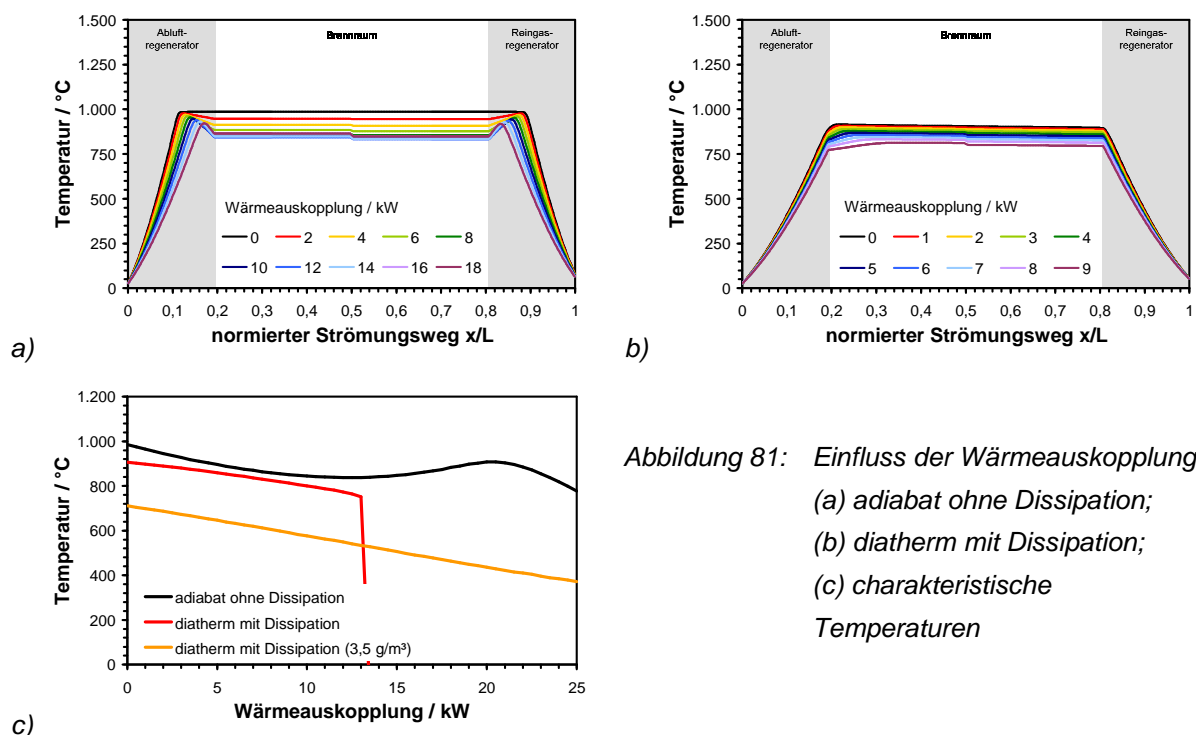 1.500
1.250
1.000
750
500
250
0
Temperatur / °C
Abluft-
regenerator
Brennraum
Reingas-
regenerator
Wärmeauskopplung / kW
0 2 4 6 8
10 12 14 16 18
0 0,1 0,2 0,3 0,4 0,5 0,6 0,7 0,8 0,9 1
normierter Strömungsweg x/L
a)
1.500
1.250
1.000
750
500
250
0
Temperatur / °C
Abluft-
regenerator
Brennraum
Reingas-
regenerator
Wärmeauskopplung / kW
0 1 2 3 4
5 6 7 8 9
0 0,1 0,2 0,3 0,4 0,5 0,6 0,7 0,8 0,9 1
normierter Strömungsweg x/L
b)
1.200
1.000
800
600
400
200
0
Temperatur / °C
adiabat ohne Dissipation
diatherm mit Dissipation
diatherm mit Dissipation (3,5 g/m³)
0 5 10 15 20 25
Wärmeauskopplung / kW
c)
Abbildung 81: Einfluss der Wärmeauskopplung
(a) adiabat ohne Dissipation;
(b) diatherm mit Dissipation;
(c) charakteristische
Temperaturen